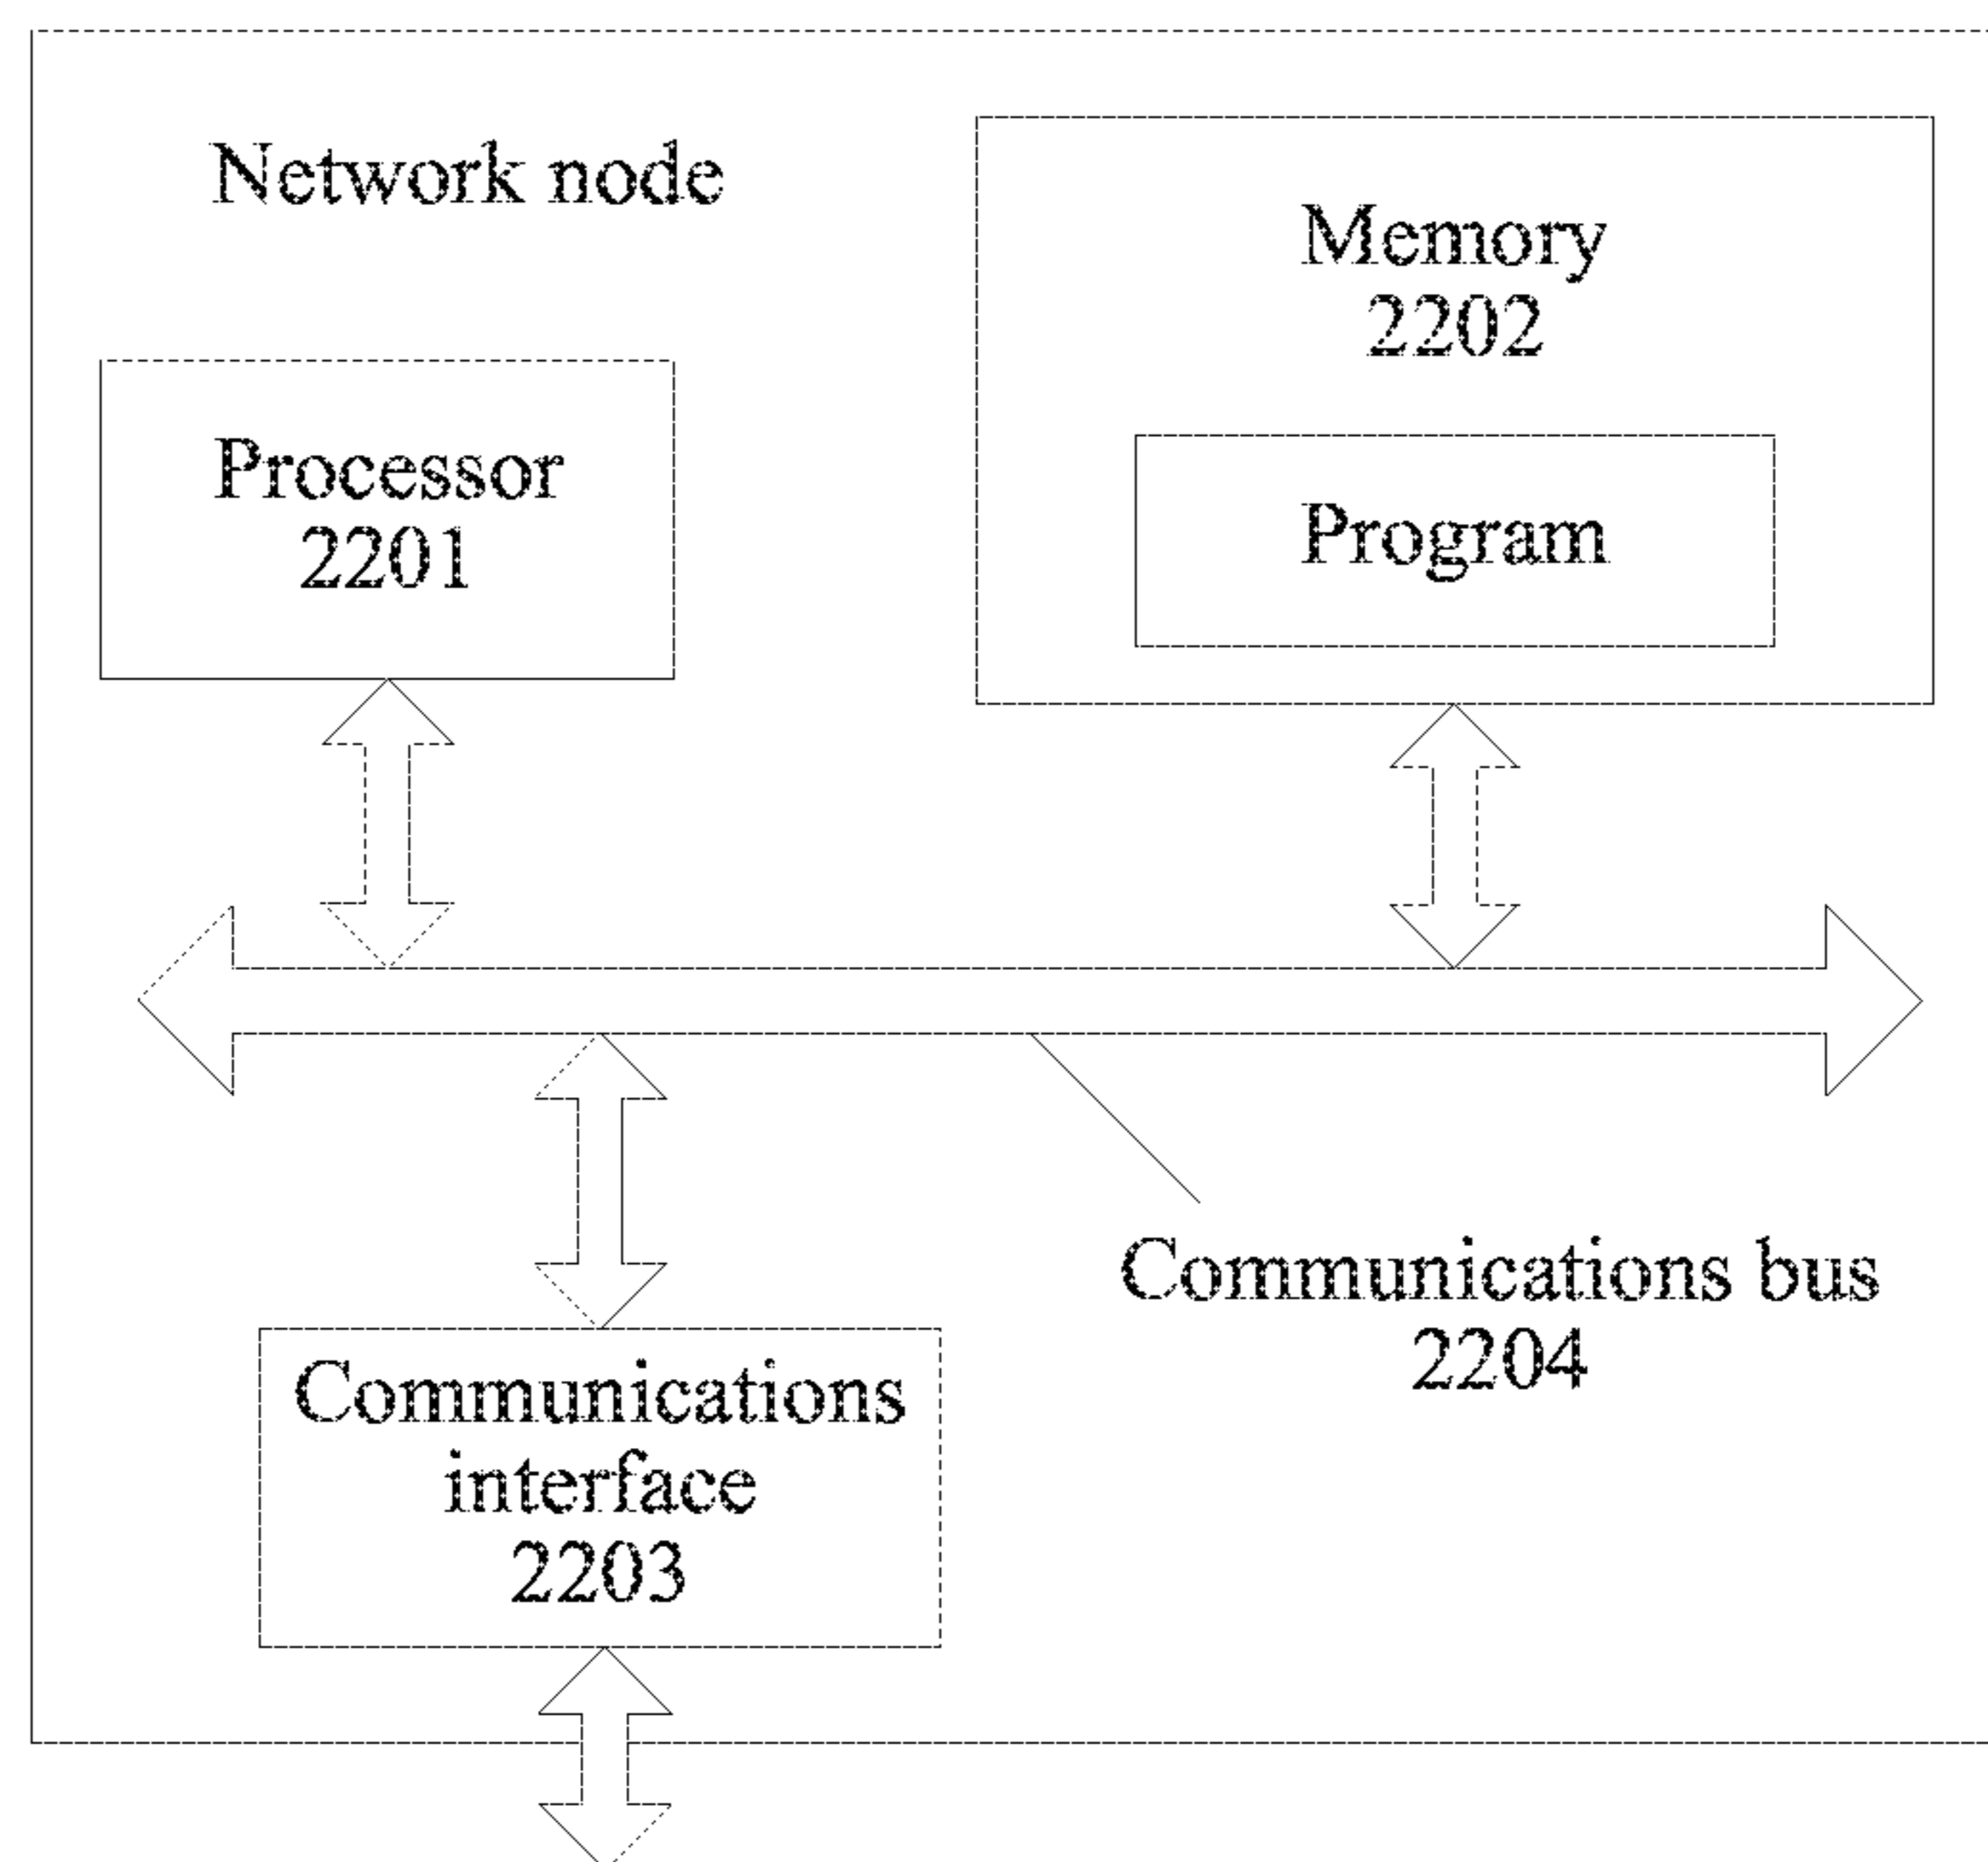 Network node
Memory
2202
Processor
2201
Program
Communications bus
2204
Communications
interface
2203